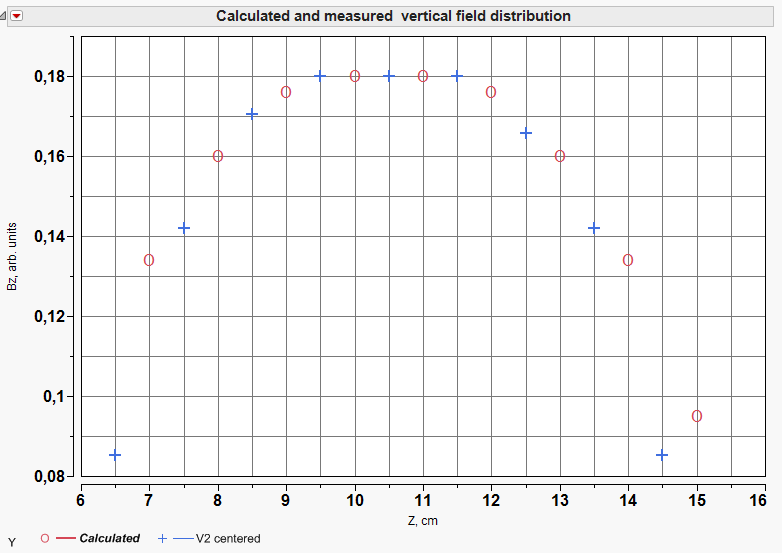 Calculated and measured vertical field distribution
0,18
0,16
0,14
0,12
0,1
0,08
Bz, arb. units
6 7 8 9 10 11 12 13 14 15 16
Z, cm
Y Calculated V2 centered